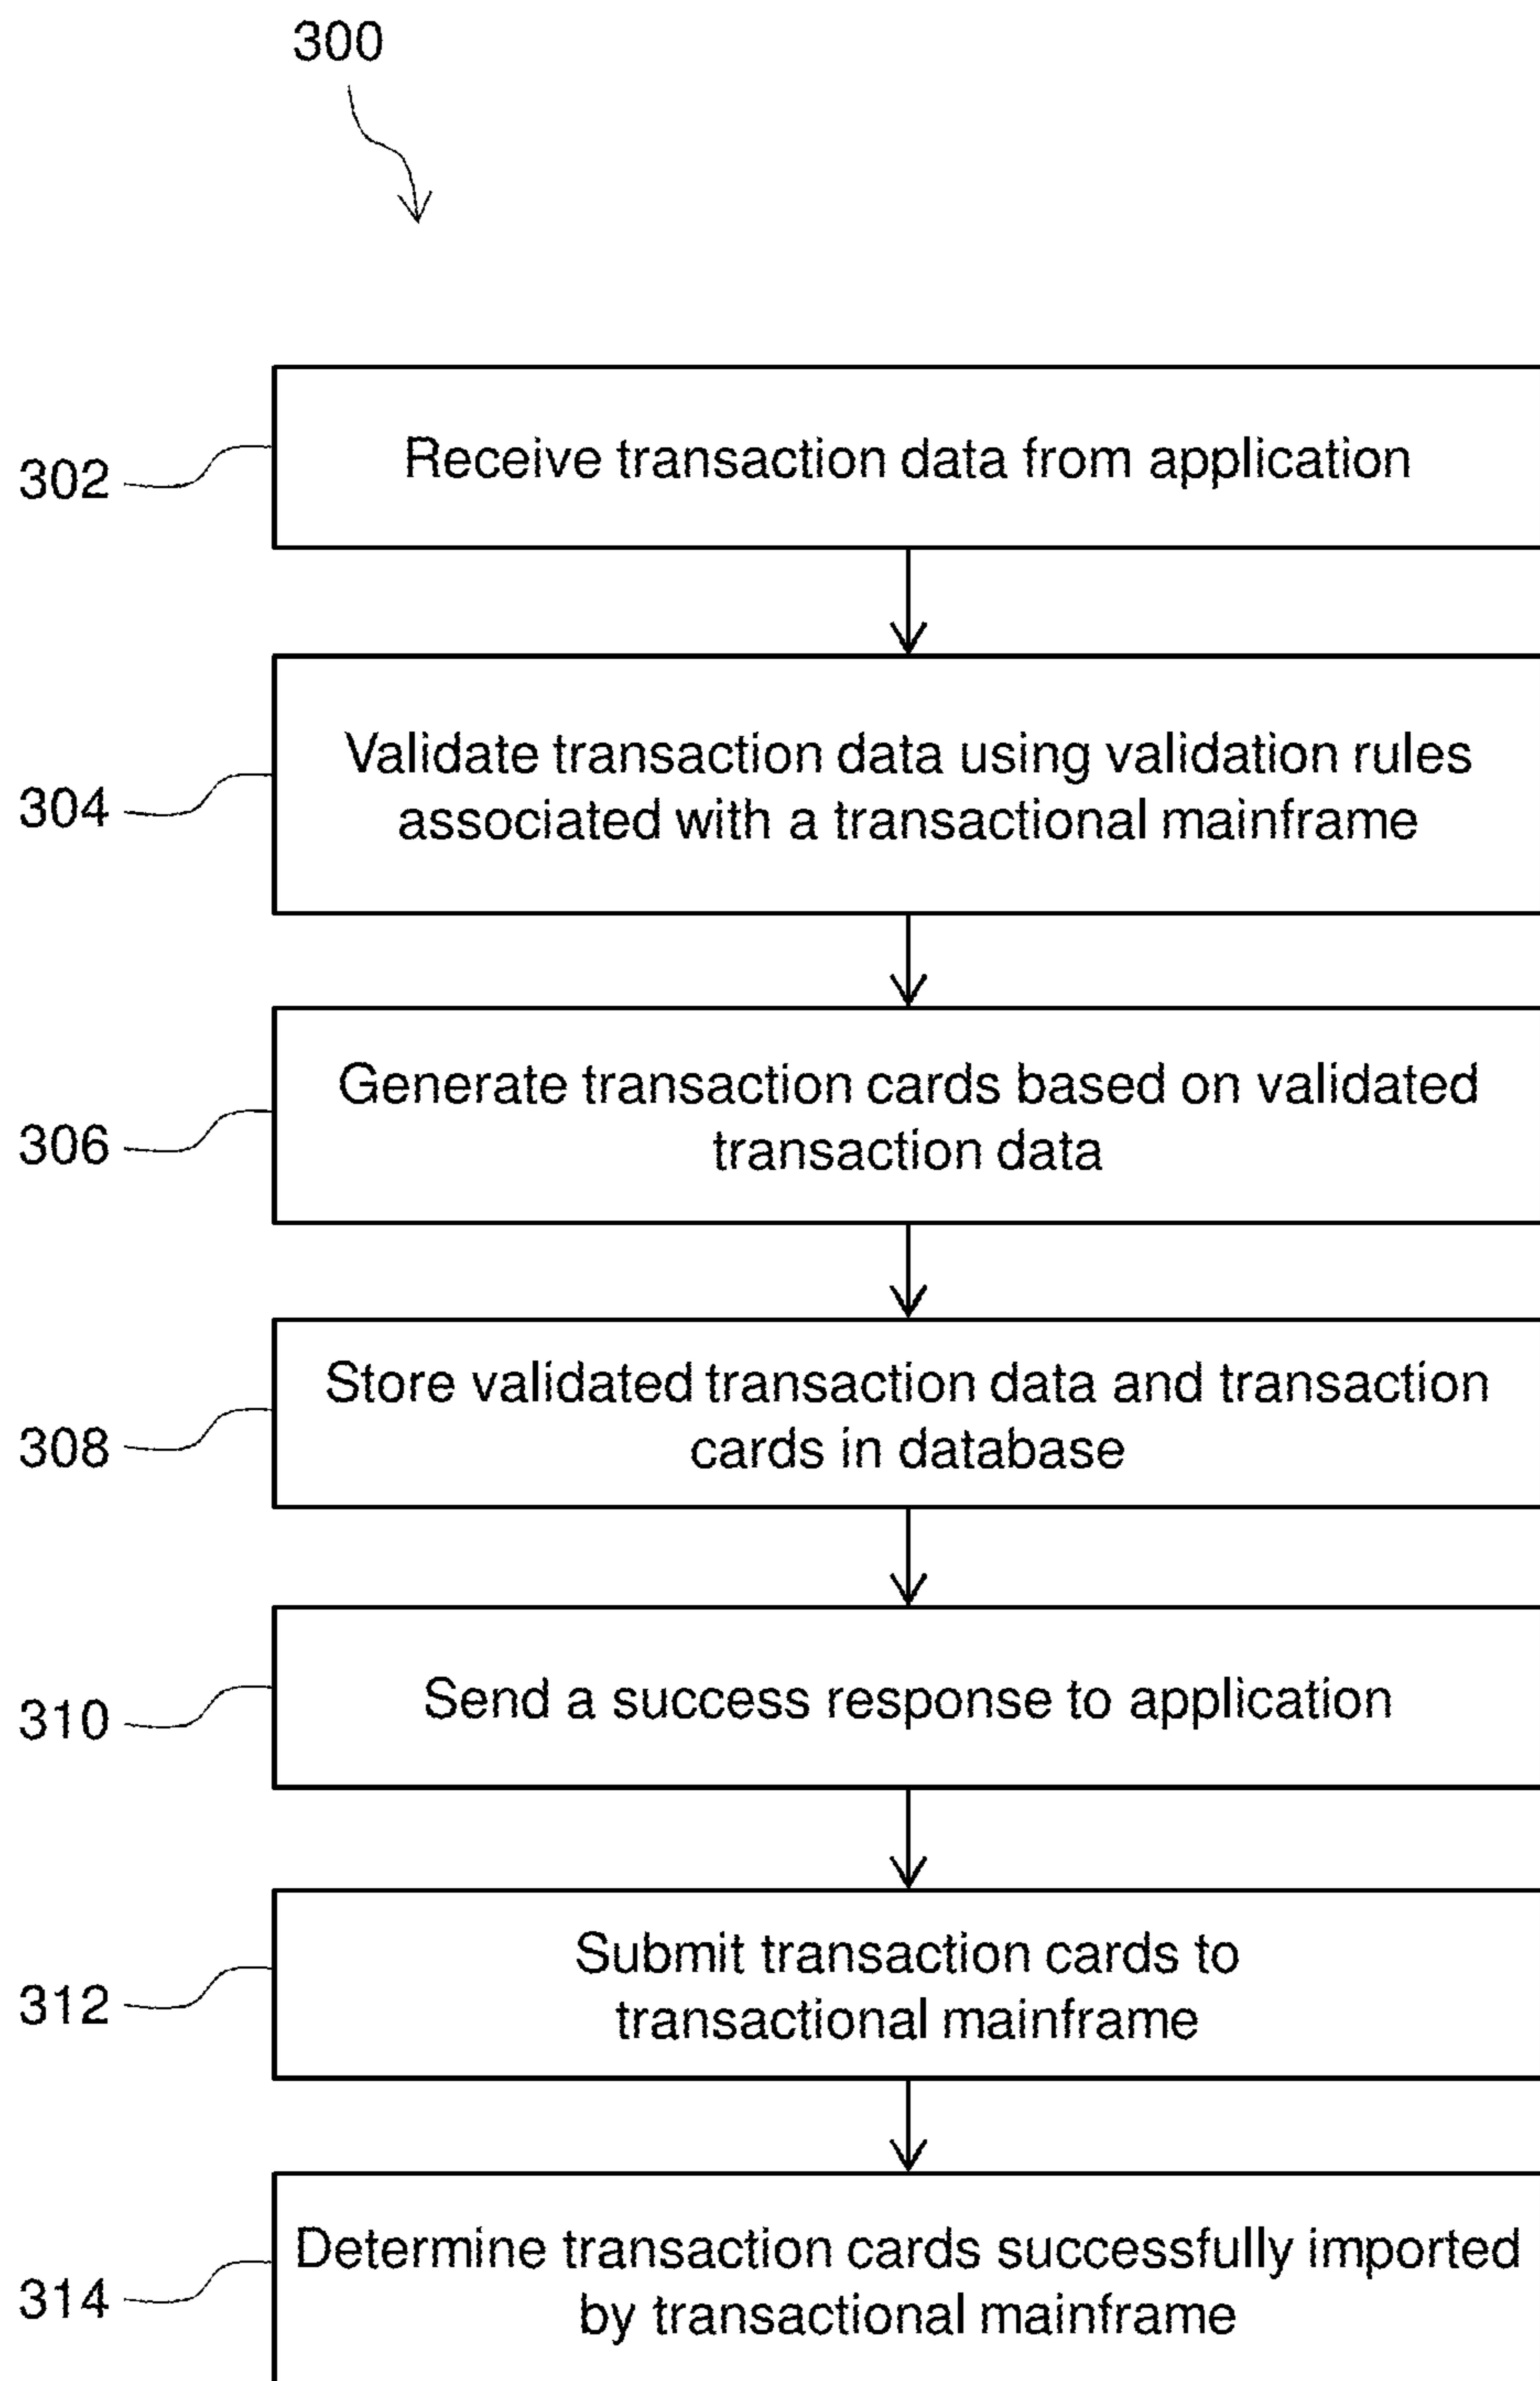 300
302
Receive transaction data from application
304
Validate transaction data using validation rules
associated with a transactional mainframe
306
Generate transaction cards based on validated
transaction data
308
Store validated transaction data and transaction
cards in database
310
Send a success response to application
312
Submit transaction cards to
transactional mainframe
314
Determine transaction cards successfully imported
by transactional mainframe